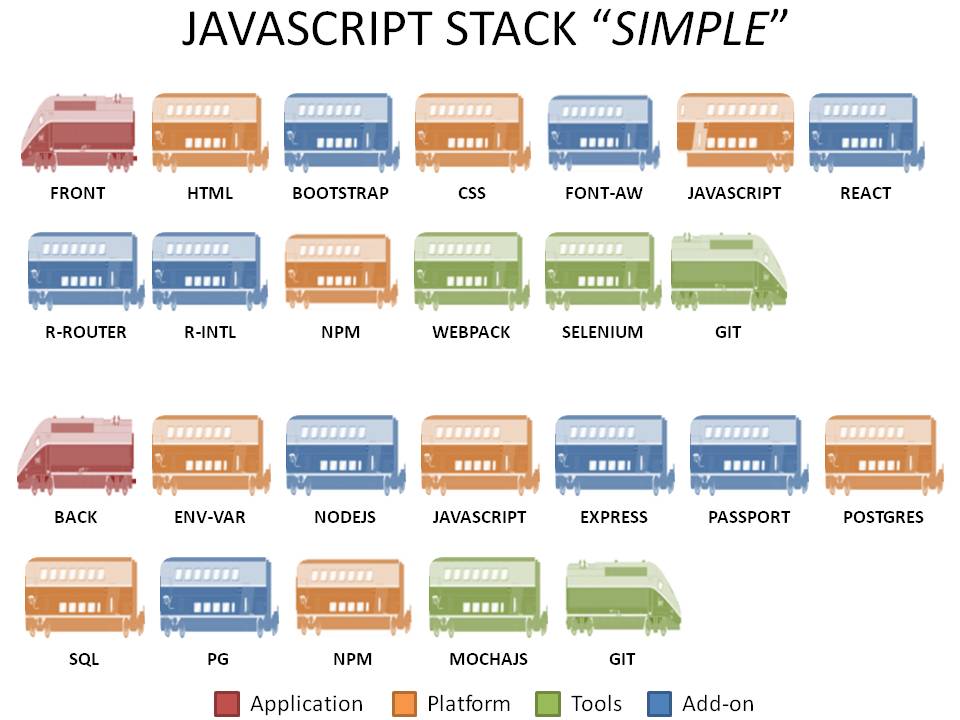 JAVASCRIPT STACK “SIMPLE”
FRONT HTML BOOTSTRAP CSS FONT-AW JAVASCRIPT REACT
R-ROUTER R-INTL NPM WEBPACK SELENIUM GIT
BACK ENV-VAR NODEJS JAVASCRIPT EXPRESS PASSPORT POSTGRES
SQL PG NPM MOCHAJS GIT
Application Platform Tools Add-on